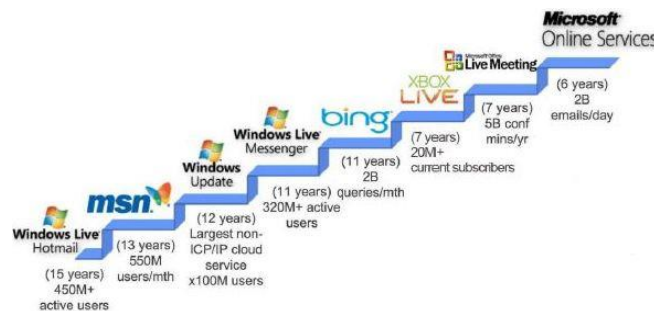 Windows Live
Hotmail
(15 years)
450M+
active users
msn
(13 years)
550M
users/mth
Windows
Update
(12 years)
Largest non-
ICP/IP cloud
service
x100M users
Windows Live
Messenger
(11 years)
320M+ active
users
bing
(11 years)
2B
queries/mth
XBOX
LIVE
(7 years)
20M+
current subscribers
Microsoft Office
Live Meeting
(7 years)
5B conf
mins/yr
Microsoft
Online Services
(6 years)
2B
emails/day